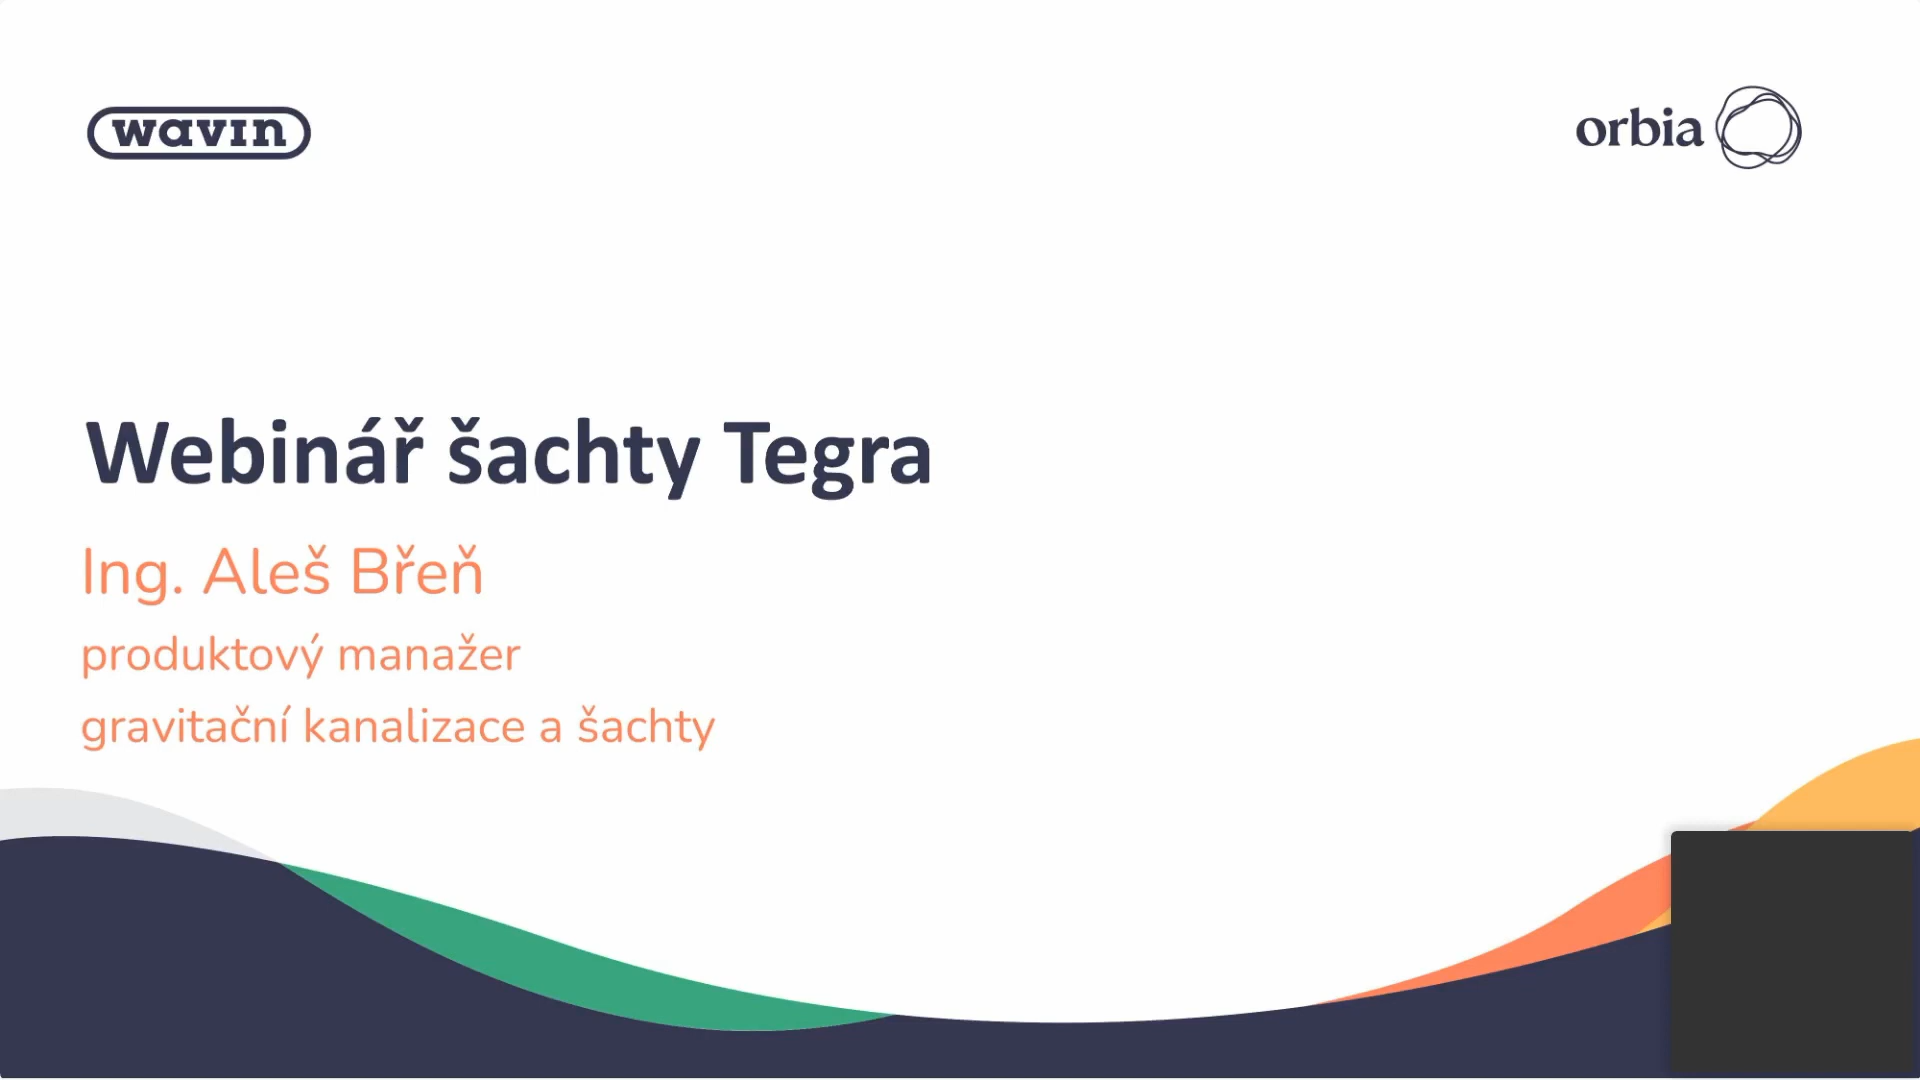 wavin
orbia
Webinář šachty Tegra
Ing. Aleš Břeň
produktový manažer
gravitační kanalizace a šachty